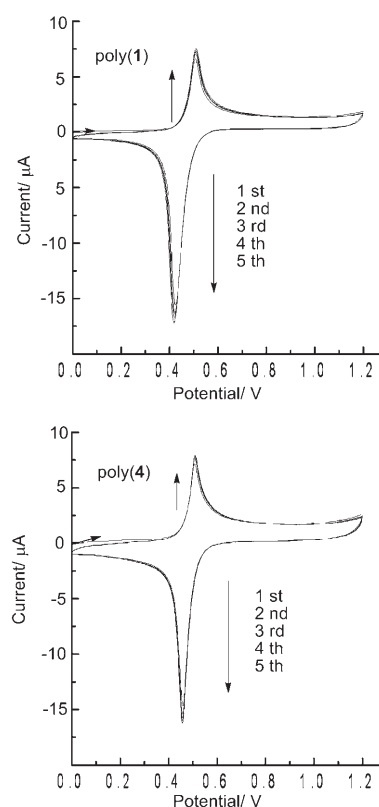 10
poly(1)
5
0
-5
-10
-15
Current/ µA
1 st
2 nd
3 rd
4 th
5 th
0.0 0.2 0.4 0.6 0.8 1.0 1.2
Potential/ V
10
poly(4)
5
0
-5
-10
-15
Current/ µA
1 st
2 nd
3 rd
4 th
5 th
0.0 0.2 0.4 0.6 0.8 1.0 1.2
Potential/ V